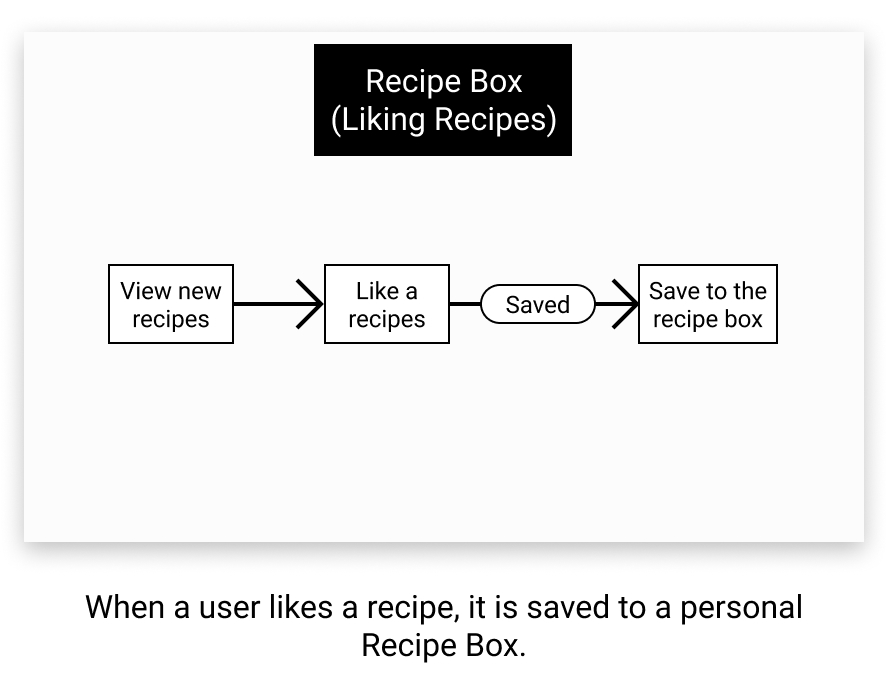 Recipe Box
(Liking Recipes)
View new
recipes
Like a
recipes
Saved
Save to the
recipe box
When a user likes a recipe, it is saved to a personal
Recipe Box.